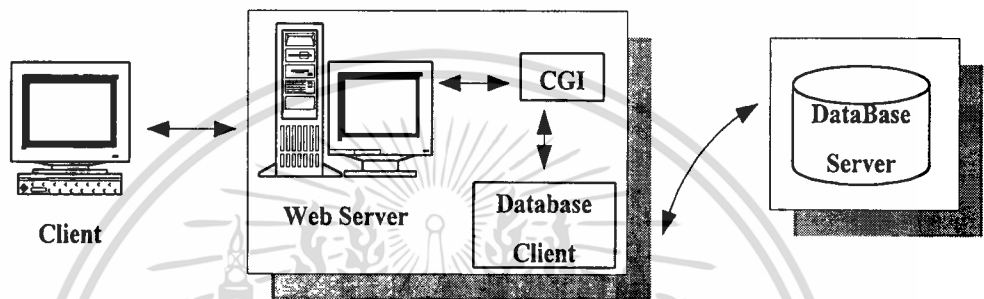 Client
Web Server
CGI
Database
Client
DataBase
Server